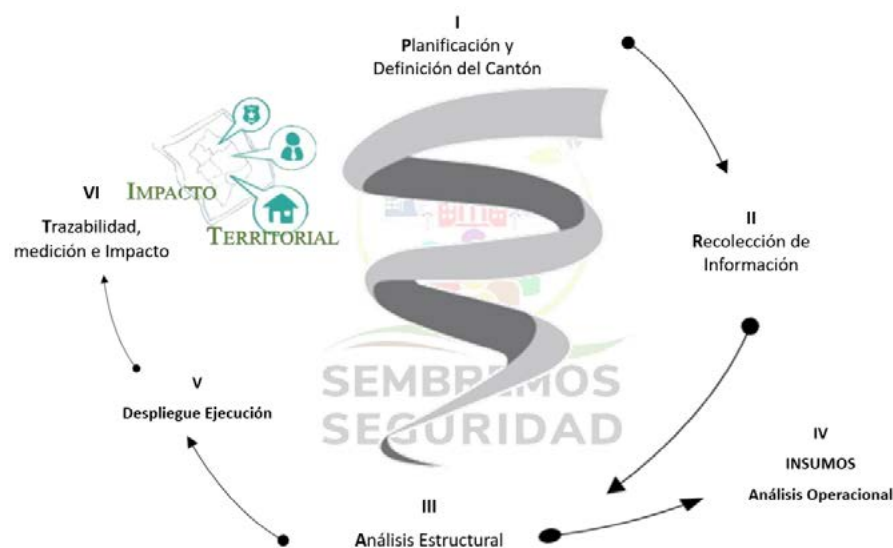 I
Planificación y
Definición del Cantón
II
Recolección de
Información
III
Análisis Estructural
IV
INSUMOS
Análisis Operacional
V
Despliegue Ejecución
VI
Trazabilidad,
medición e Impacto
IMPACTO
TERRITORIAL
SEMBREMOS
SEGURIDAD